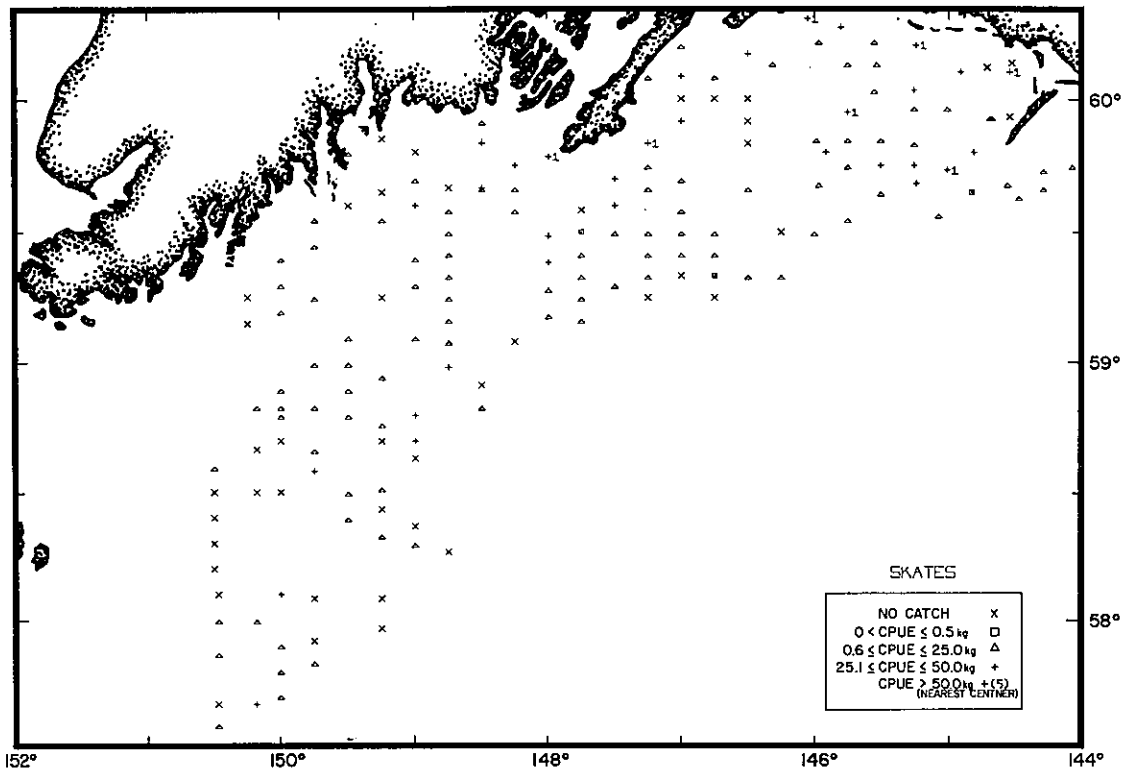 +1
+1
+1
60°
+1
+1
+1
+1
59°
SKATES
NO CATCH ×
0 < CPUE ≤ 0.5 kg □
0.6 ≤ CPUE ≤ 25.0 kg △
25.1 ≤ CPUE ≤ 50.0 kg +
CPUE > 50.0 kg +(5)
(NEAREST CENTNER)
58°
152° 150° 148° 146° 144°